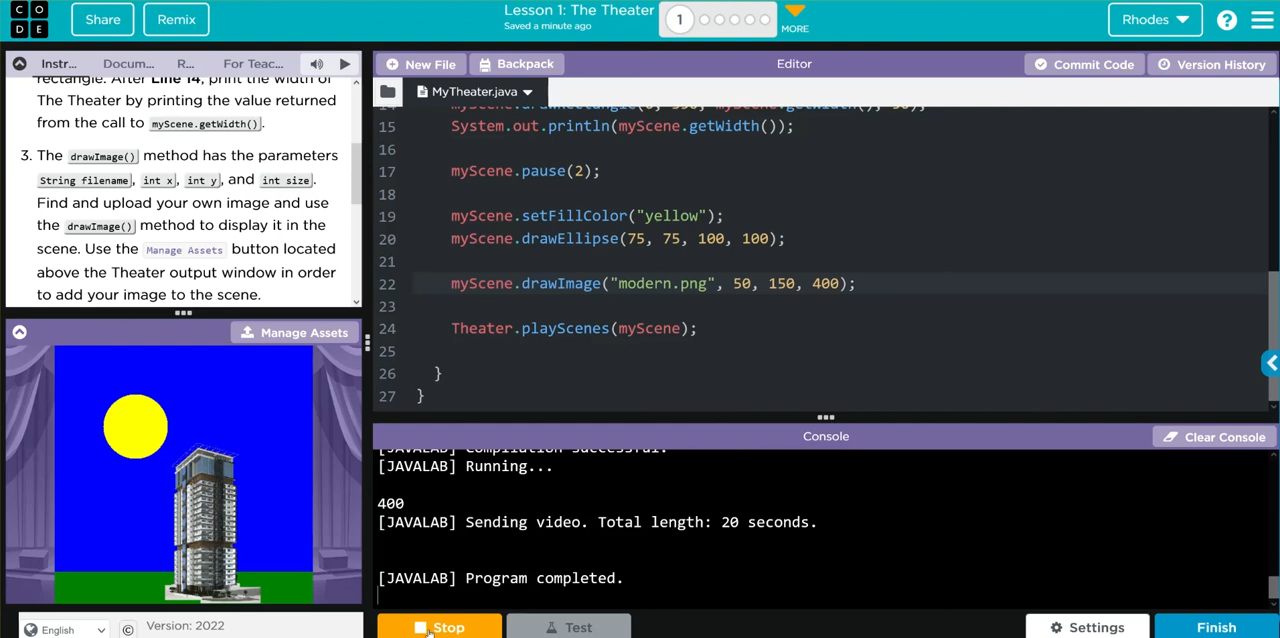 C O
D E
Share
Remix
Lesson 1: The Theater
Saved a minute ago
1
MORE
Rhodes
?
Instr...
Docum...
R...
For Teac...
New File
Backpack
Editor
Commit Code
Version History
rectangle. After Line 14, print the width of
The Theater by printing the value returned
from the call to myScene.getWidth().
3. The drawImage() method has the parameters
String filename, int x, int y, and int size.
Find and upload your own image and use
the drawImage() method to display it in the
scene. Use the Manage Assets button located
above the Theater output window in order
to add your image to the scene.
Manage Assets
MyTheater.java
15 System.out.println(myScene.getWidth());
16
17 myScene.pause(2);
18
19 myScene.setFillColor("yellow");
20 myScene.drawEllipse(75, 75, 100, 100);
21
22 myScene.drawImage("modern.png", 50, 150, 400);
23
24 Theater.playScenes(myScene);
25
26 }
27 }
Console
Clear Console
[JAVALAB] Compilation successful.
[JAVALAB] Running...
400
[JAVALAB] Sending video. Total length: 20 seconds.
[JAVALAB] Program completed.
English
©
Version: 2022
Stop
Test
Settings
Finish